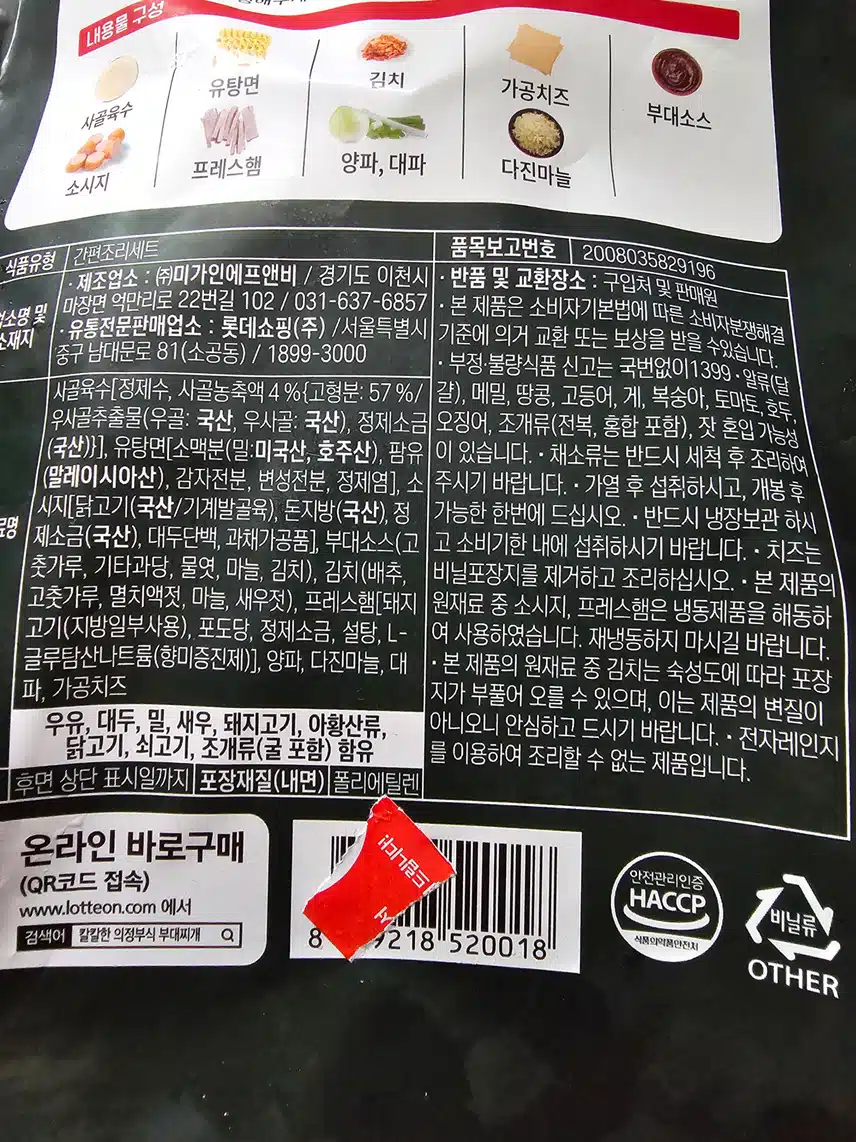 내용물 구성
사골육수
유탕면
김치
가공치즈
부대소스
소시지
프레스햄
양파, 대파
다진마늘
식품유형 간편조리세트
품목보고번호 2008035829196
· 제조업소 : ㈜미가인에프앤비 / 경기도 이천시
마장면 억만리로 22번길 102 / 031-637-6857
· 유통전문판매업소 : 롯데쇼핑(주) /서울특별시
중구 남대문로 81(소공동) / 1899-3000
사골육수[정제수, 사골농축액 4 %{고형분: 57 %/
우사골추출물(우골: 국산, 우사골: 국산), 정제소금
(국산)}], 유탕면[소맥분(밀:미국산, 호주산), 팜유
(말레이시아산), 감자전분, 변성전분, 정제염], 소
시지[닭고기(국산/기계발골육), 돈지방(국산), 정
제소금(국산), 대두단백, 과채가공품], 부대소스(고
춧가루, 기타과당, 물엿, 마늘, 김치), 김치(배추,
고춧가루, 멸치액젓, 마늘, 새우젓), 프레스햄[돼지
고기(지방일부사용), 포도당, 정제소금, 설탕, L-
글루탐산나트륨(향미증진제)], 양파, 다진마늘, 대
파, 가공치즈
우유, 대두, 밀, 새우, 돼지고기, 아황산류,
닭고기, 쇠고기, 조개류(굴 포함) 함유
후면 상단 표시일까지 포장재질(내면) 폴리에틸렌
· 반품 및 교환장소 : 구입처 및 판매원
· 본 제품은 소비자기본법에 따른 소비자분쟁해결
기준에 의거 교환 또는 보상을 받을 수있습니다.
· 부정·불량식품 신고는 국번없이1399 · 알류(달
걀), 메밀, 땅콩, 고등어, 게, 복숭아, 토마토, 호두,
오징어, 조개류(전복, 홍합 포함), 잣 혼입 가능성
이 있습니다. · 채소류는 반드시 세척 후 조리하여
주시기 바랍니다. · 가열 후 섭취하시고, 개봉 후
가능한 한번에 드십시오. · 반드시 냉장보관 하시
고 소비기한 내에 섭취하시기 바랍니다. · 치즈는
비닐포장지를 제거하고 조리하십시오. · 본 제품의
원재료 중 소시지, 프레스햄은 냉동제품을 해동하
여 사용하였습니다. 재냉동하지 마시길 바랍니다.
· 본 제품의 원재료 중 김치는 숙성도에 따라 포장
지가 부풀어 오를 수 있으며, 이는 제품의 변질이
아니오니 안심하고 드시기 바랍니다. · 전자레인지
를 이용하여 조리할 수 없는 제품입니다.
온라인 바로구매
(QR코드 접속)
www.lotteon.com 에서
검색어 칼칼한 의정부식 부대찌개
9218 520018
안전관리인증
HACCP
식품의약품안전처
비닐류
OTHER